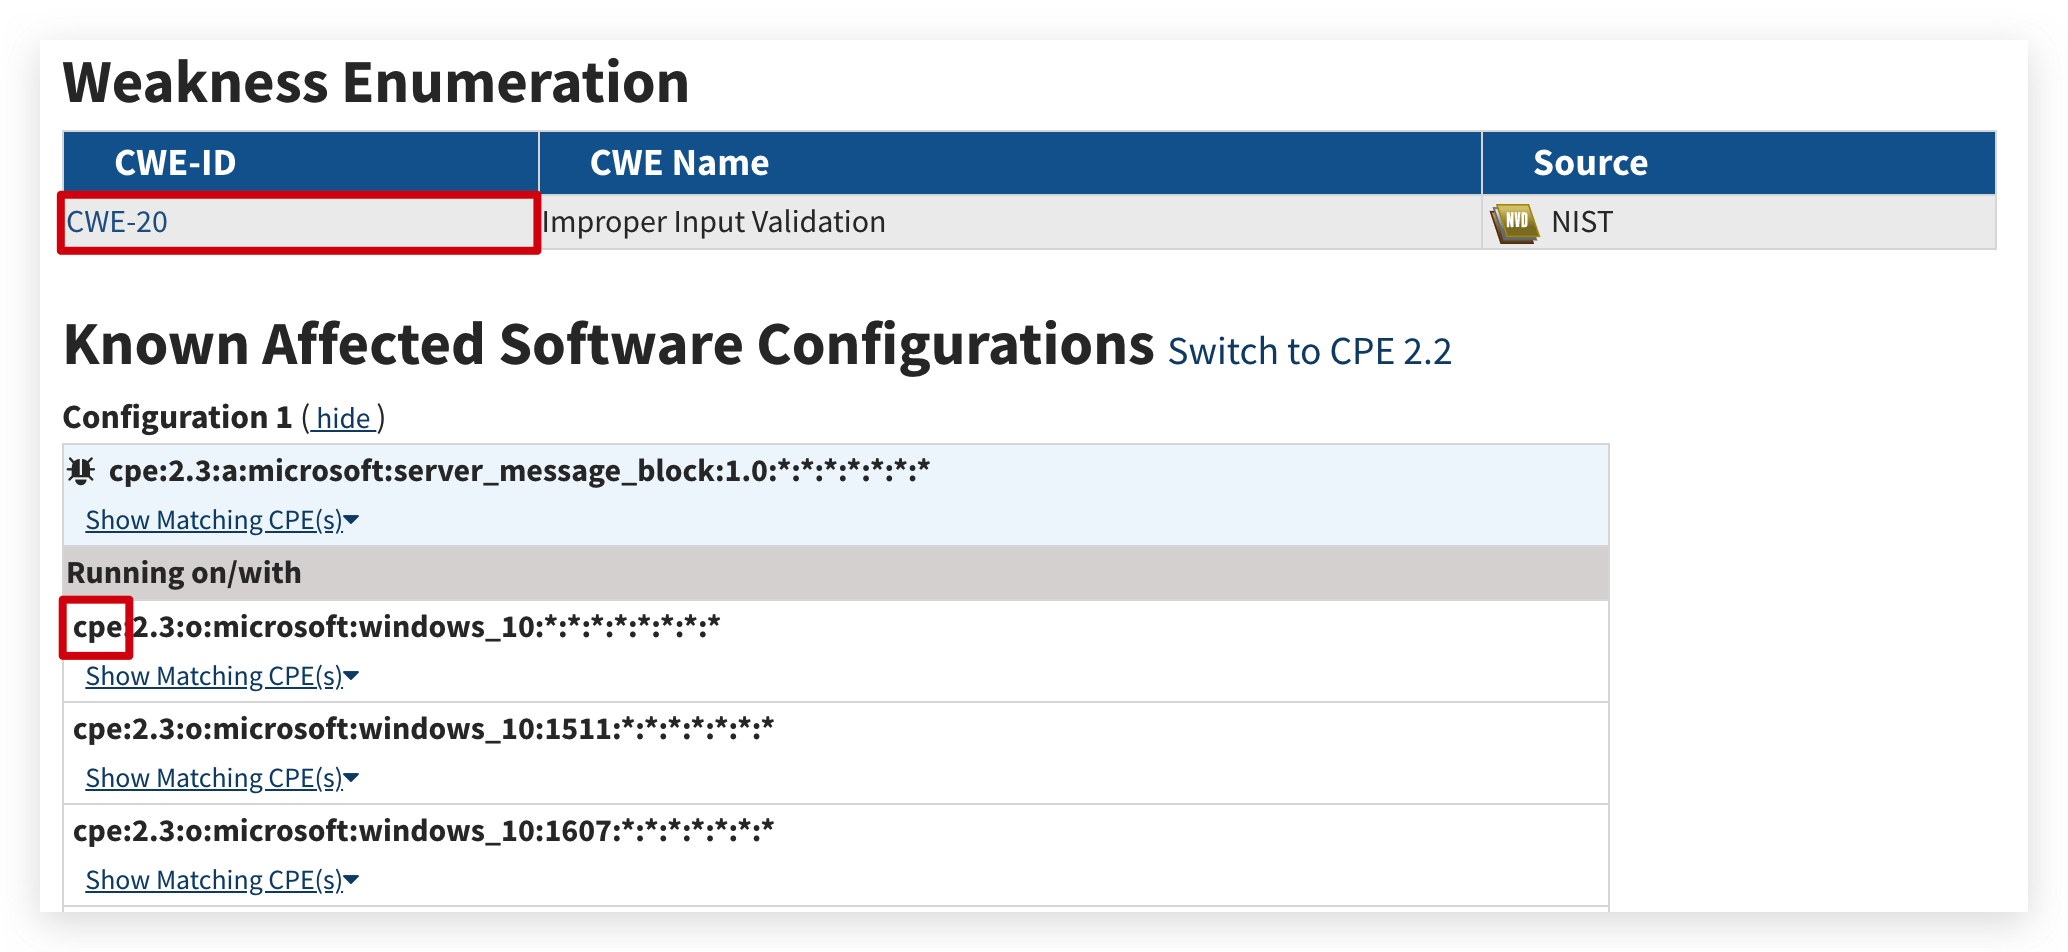 Weakness Enumeration
CWE-ID CWE Name Source
CWE-20 Improper Input Validation NVD NIST
Known Affected Software Configurations Switch to CPE 2.2
Configuration 1 ( hide )
cpe:2.3:a:microsoft:server_message_block:1.0:*:*:*:*:*:*:*
Show Matching CPE(s)
Running on/with
cpe:2.3:o:microsoft:windows_10:*:*:*:*:*:*:*:*
Show Matching CPE(s)
cpe:2.3:o:microsoft:windows_10:1511:*:*:*:*:*:*:*
Show Matching CPE(s)
cpe:2.3:o:microsoft:windows_10:1607:*:*:*:*:*:*:*
Show Matching CPE(s)